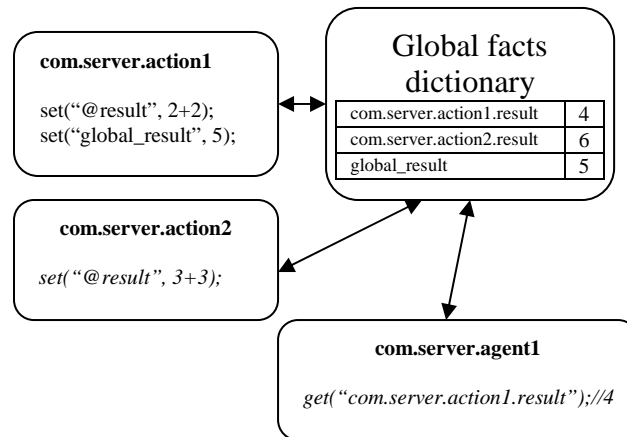 com.server.action1
set(“@result”, 2+2);
set(“global_result”, 5);
Global facts
dictionary
com.server.action1.result 4
com.server.action2.result 6
global_result 5
com.server.action2
set(“@result”, 3+3);
com.server.agent1
get(“com.server.action1.result”);//4